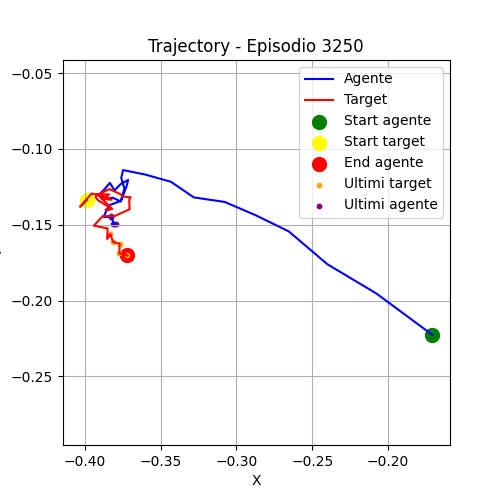 Trajectory - Episodio 3250
Agente
Target
Start agente
Start target
End agente
Ultimi target
Ultimi agente
−0.05
−0.10
−0.15
−0.20
−0.25
−0.40
−0.35
−0.30
−0.25
−0.20
X